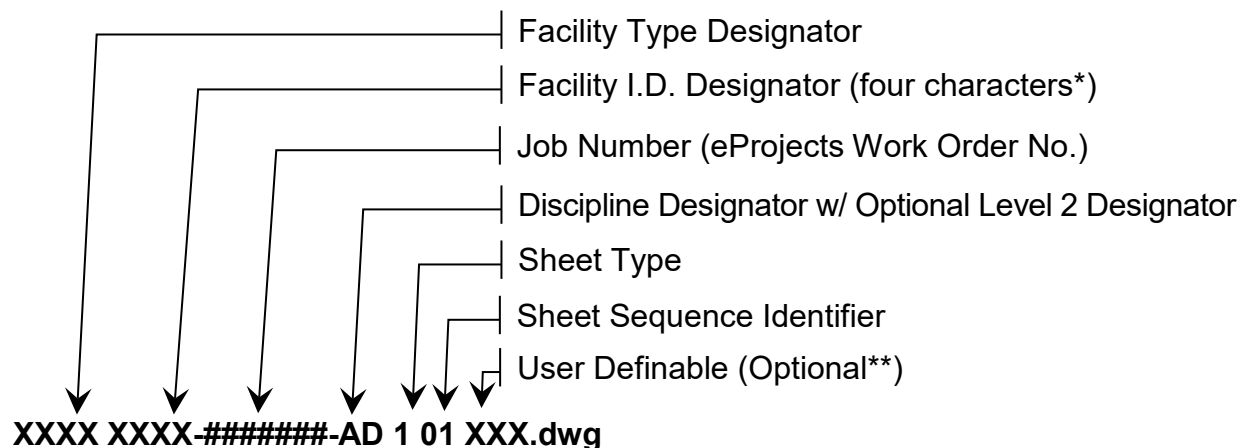 Facility Type Designator
Facility I.D. Designator (four characters*)
Job Number (eProjects Work Order No.)
Discipline Designator w/ Optional Level 2 Designator
Sheet Type
Sheet Sequence Identifier
User Definable (Optional**)
XXXX XXXX-#######-AD 1 01 XXX.dwg